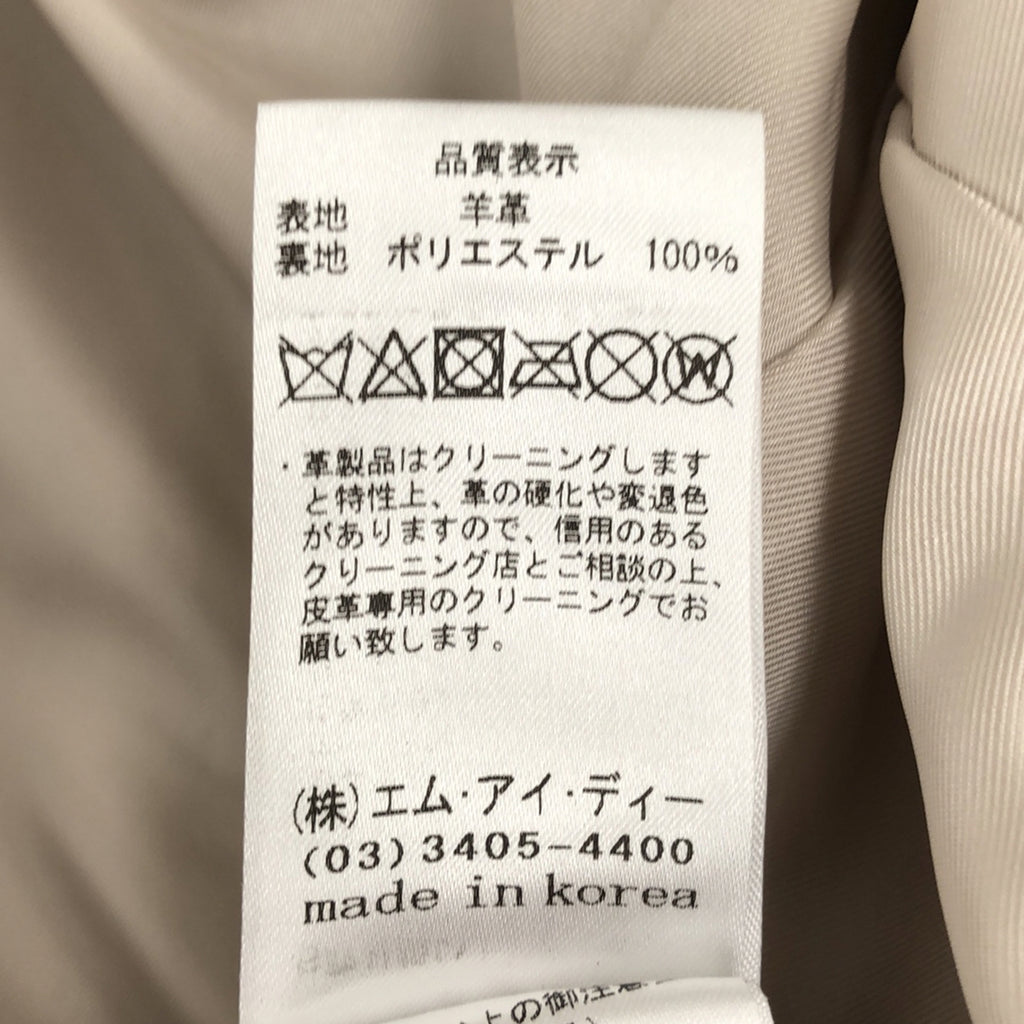 品質表示
表地 羊革
裏地 ポリエステル 100%
W
・革製品はクリーニングします
と特性上、革の硬化や変退色
がありますので、信用のある
クリーニング店とご相談の上、
皮革専用のクリーニングでお
願い致します。
(株)エム・アイ・ディー
(03)3405-4400
made in korea
上の御注意